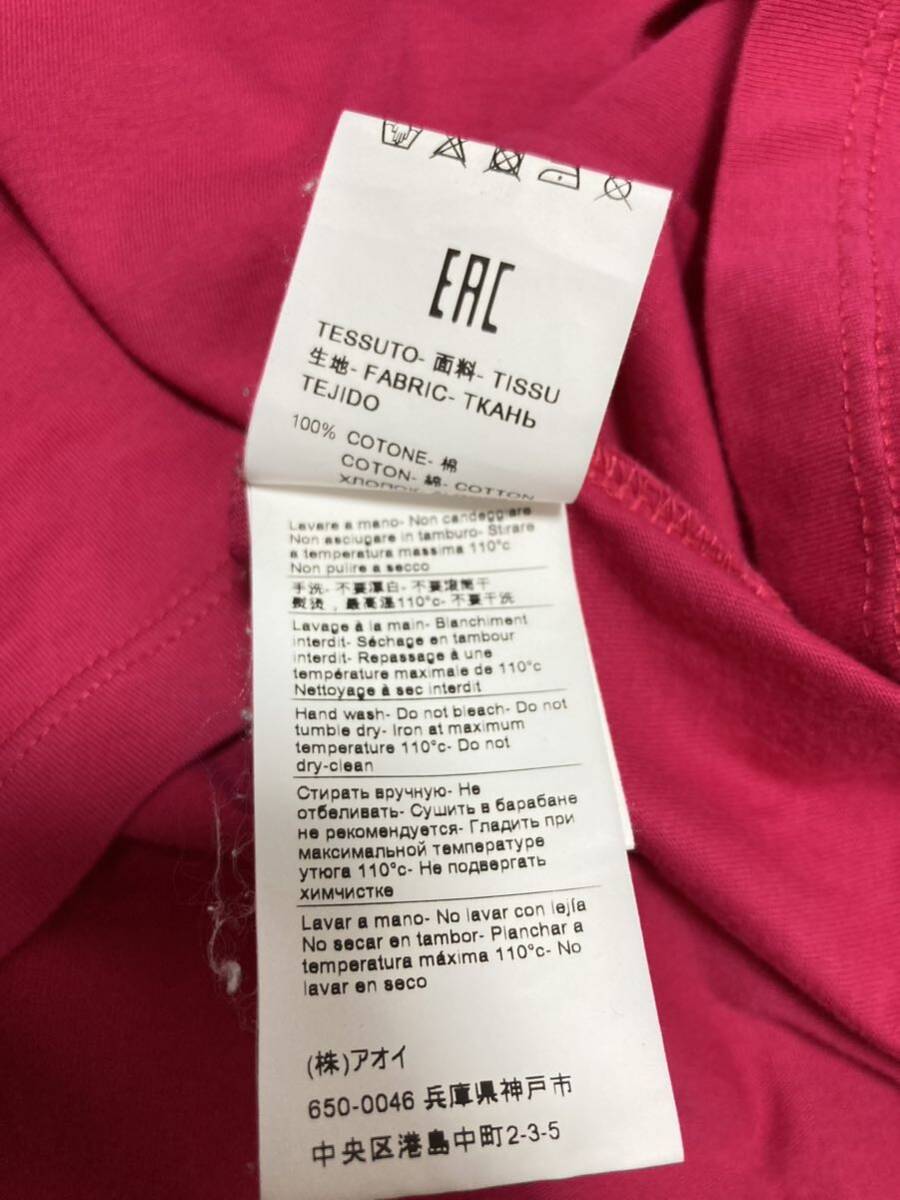 EAC
TESSUTO- 面料- TISSU
生地- FABRIC- ТКАНЬ
TEJIDO
100% COTONE- 棉
COTON- 綿- COTTON
ХЛОПОК-
Lavare a mano- Non candeggare
Non asciugare in tamburo- Stirare
a temperatura massima 110°c
Non pulire a secco
手洗- 不要漂白- 不要滚筒干
熨烫，最高温110°c- 不要干洗
Lavage à la main- Blanchiment
interdit- Séchage en tambour
interdit- Repassage à une
température maximale de 110°c
Nettoyage à sec interdit
Hand wash- Do not bleach- Do not
tumble dry- Iron at maximum
temperature 110°c- Do not
dry-clean
Стирать вручную- Не
отбеливать- Сушить в барабане
не рекомендуется- Гладить при
максимальной температуре
утюга 110°c- Не подвергать
химчистке
Lavar a mano- No lavar con lejía
No secar en tambor- Planchar a
temperatura máxima 110°c- No
lavar en seco
(株)アオイ
650-0046 兵庫県神戸市
中央区港島中町2-3-5